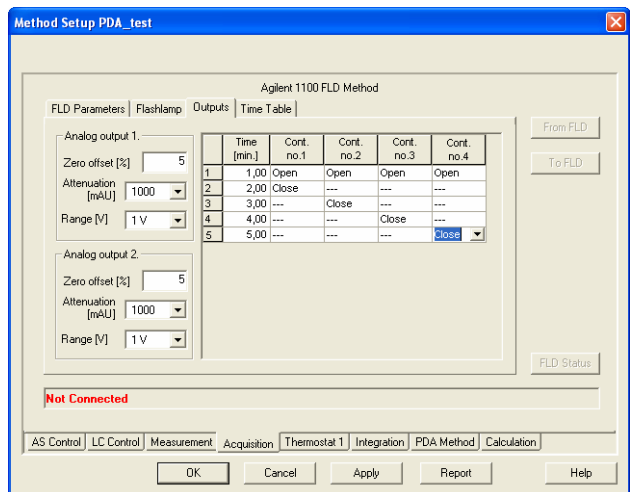 Method Setup PDA_test
Agilent 1100 FLD Method
FLD Parameters Flashlamp Outputs Time Table
From FLD
To FLD
Analog output 1.
Zero offset [%] 5
Attenuation
[mAU] 1000
Range [V] 1 V
Time [min.] Cont. no.1 Cont. no.2 Cont. no.3 Cont. no.4
1 1,00 Open Open Open Open
2 2,00 Close --- --- ---
3 3,00 --- Close --- ---
4 4,00 --- --- Close ---
5 5,00 --- --- --- Close
Analog output 2.
Zero offset [%] 5
Attenuation
[mAU] 1000
Range [V] 1 V
FLD Status
Not Connected
AS Control LC Control Measurement Acquisition Thermostat 1 Integration PDA Method Calculation
OK Cancel Apply Report Help